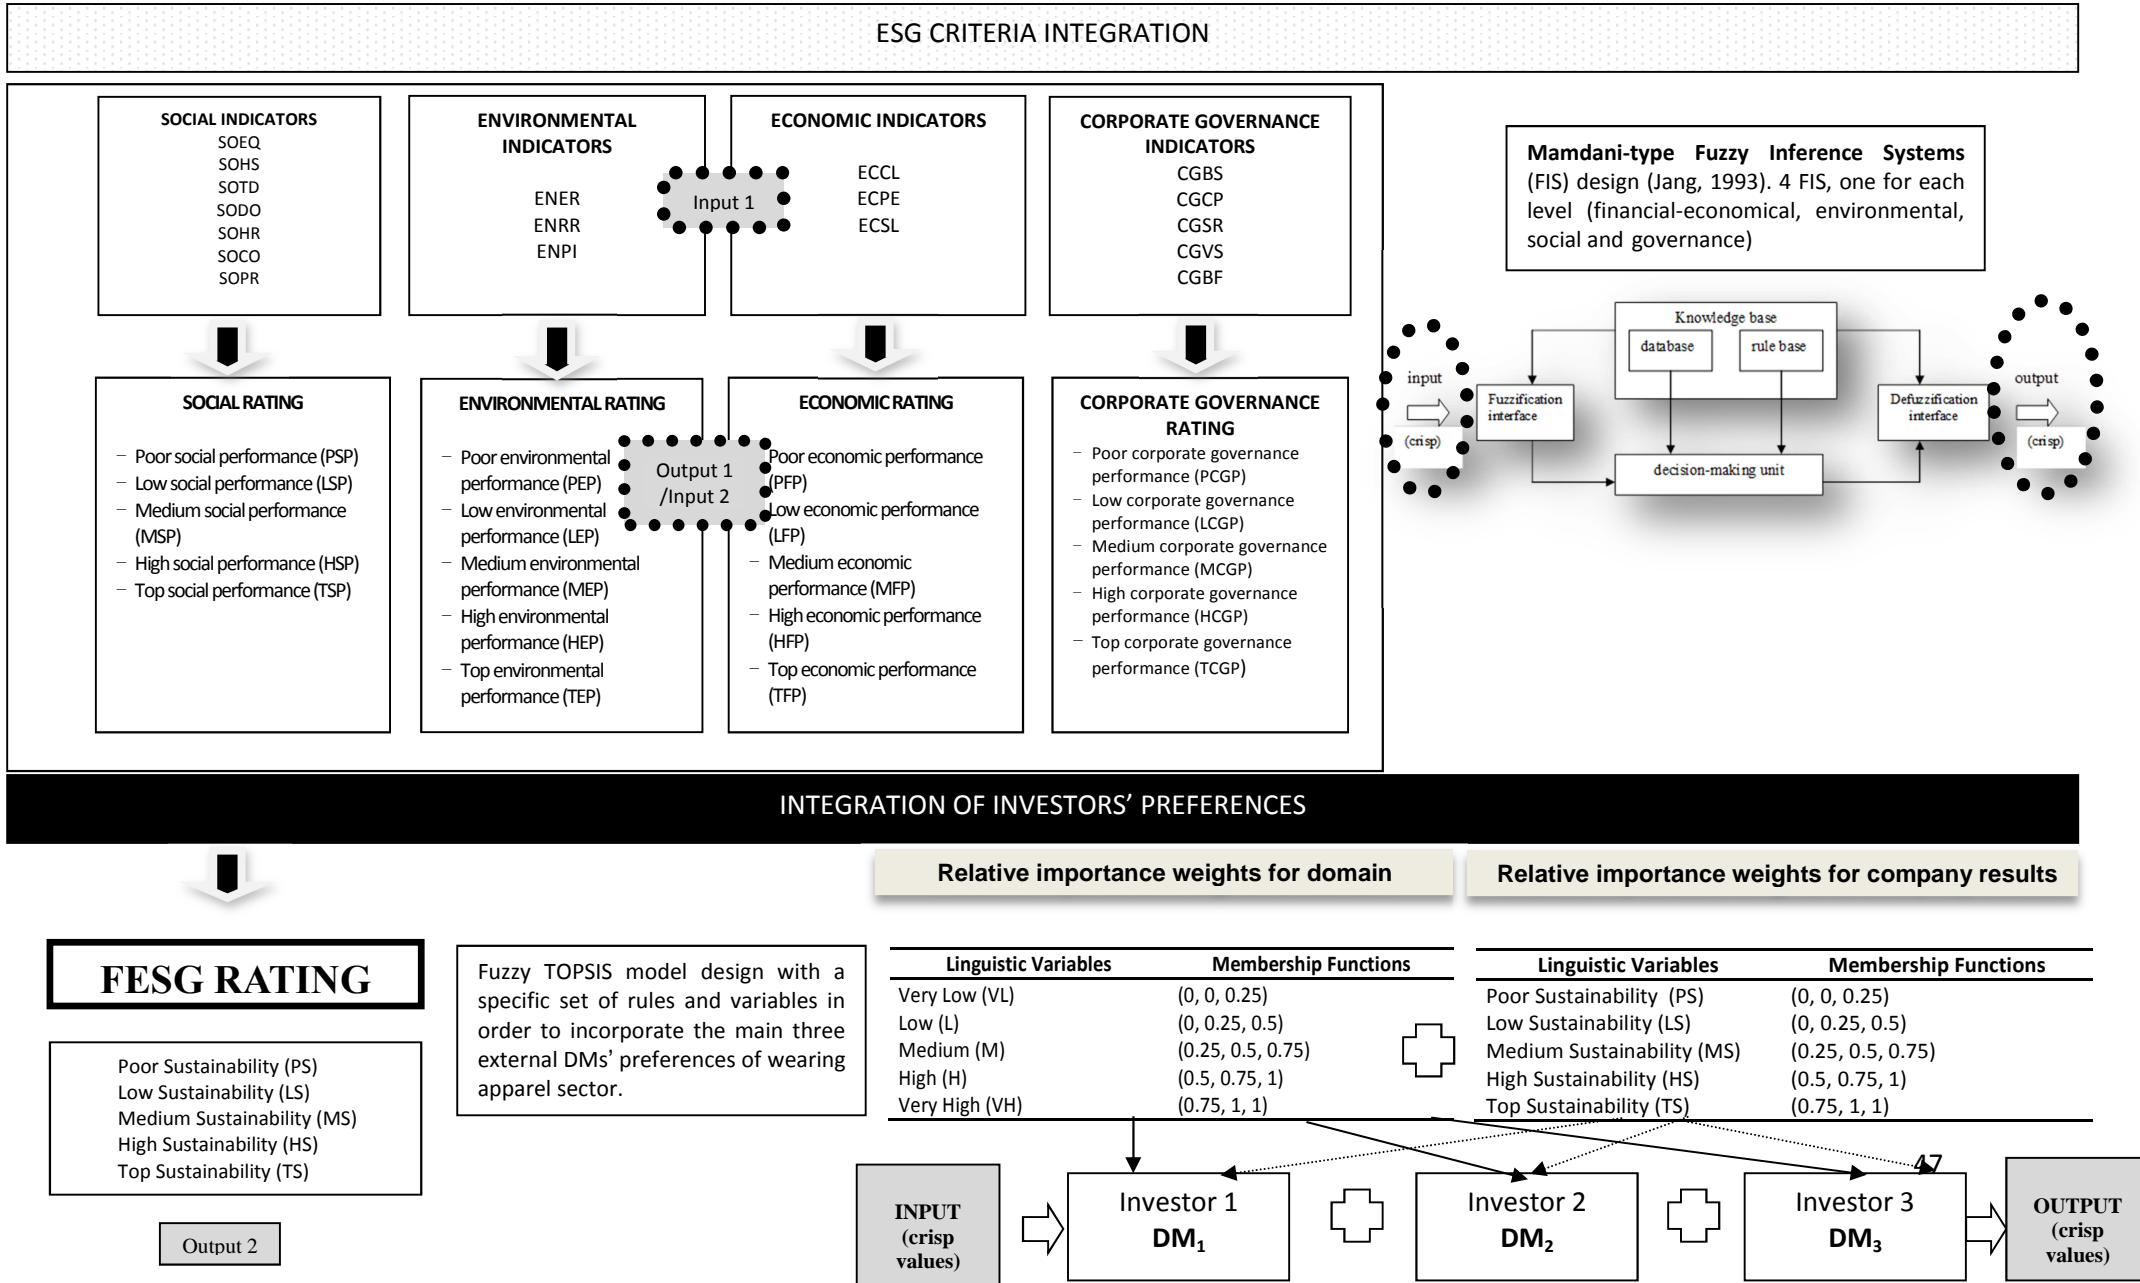 ESG CRITERIA INTEGRATION
SOCIAL INDICATORS
SOEQ
SOHS
SOTD
SODO
SOHR
SOCO
SOPR
ENVIRONMENTAL
INDICATORS
ENER
ENRR
ENPI
Input 1
ECONOMIC INDICATORS
ECCL
ECPE
ECSL
CORPORATE GOVERNANCE
INDICATORS
CGBS
CGCP
CGSR
CGVS
CGBF
SOCIAL RATING
– Poor social performance (PSP)
– Low social performance (LSP)
– Medium social performance
(MSP)
– High social performance (HSP)
– Top social performance (TSP)
ENVIRONMENTAL RATING
– Poor environmental
performance (PEP)
– Low environmental
performance (LEP)
– Medium environmental
performance (MEP)
– High environmental
performance (HEP)
– Top environmental
performance (TEP)
Output 1
/Input 2
ECONOMIC RATING
Poor economic performance
(PFP)
Low economic performance
(LFP)
– Medium economic
performance (MFP)
– High economic performance
(HFP)
– Top economic performance
(TFP)
CORPORATE GOVERNANCE
RATING
– Poor corporate governance
performance (PCGP)
– Low corporate governance
performance (LCGP)
– Medium corporate governance
performance (MCGP)
– High corporate governance
performance (HCGP)
– Top corporate governance
performance (TCGP)
Mamdani-type Fuzzy Inference Systems
(FIS) design (Jang, 1993). 4 FIS, one for each
level (financial-economical, environmental,
social and governance)
Knowledge base
database
rule base
input
(crisp)
Fuzzification
interface
decision-making unit
Defuzzification
interface
output
(crisp)
INTEGRATION OF INVESTORS’ PREFERENCES
FESG RATING
Poor Sustainability (PS)
Low Sustainability (LS)
Medium Sustainability (MS)
High Sustainability (HS)
Top Sustainability (TS)
Output 2
Fuzzy TOPSIS model design with a
specific set of rules and variables in
order to incorporate the main three
external DMs’ preferences of wearing
apparel sector.
Relative importance weights for domain
Linguistic Variables Membership Functions
Very Low (VL) (0, 0, 0.25)
Low (L) (0, 0.25, 0.5)
Medium (M) (0.25, 0.5, 0.75)
High (H) (0.5, 0.75, 1)
Very High (VH) (0.75, 1, 1)
Relative importance weights for company results
Linguistic Variables Membership Functions
Poor Sustainability (PS) (0, 0, 0.25)
Low Sustainability (LS) (0, 0.25, 0.5)
Medium Sustainability (MS) (0.25, 0.5, 0.75)
High Sustainability (HS) (0.5, 0.75, 1)
Top Sustainability (TS) (0.75, 1, 1)
47
INPUT
(crisp
values)
Investor 1
DM₁
Investor 2
DM₂
Investor 3
DM₃
OUTPUT
(crisp
values)